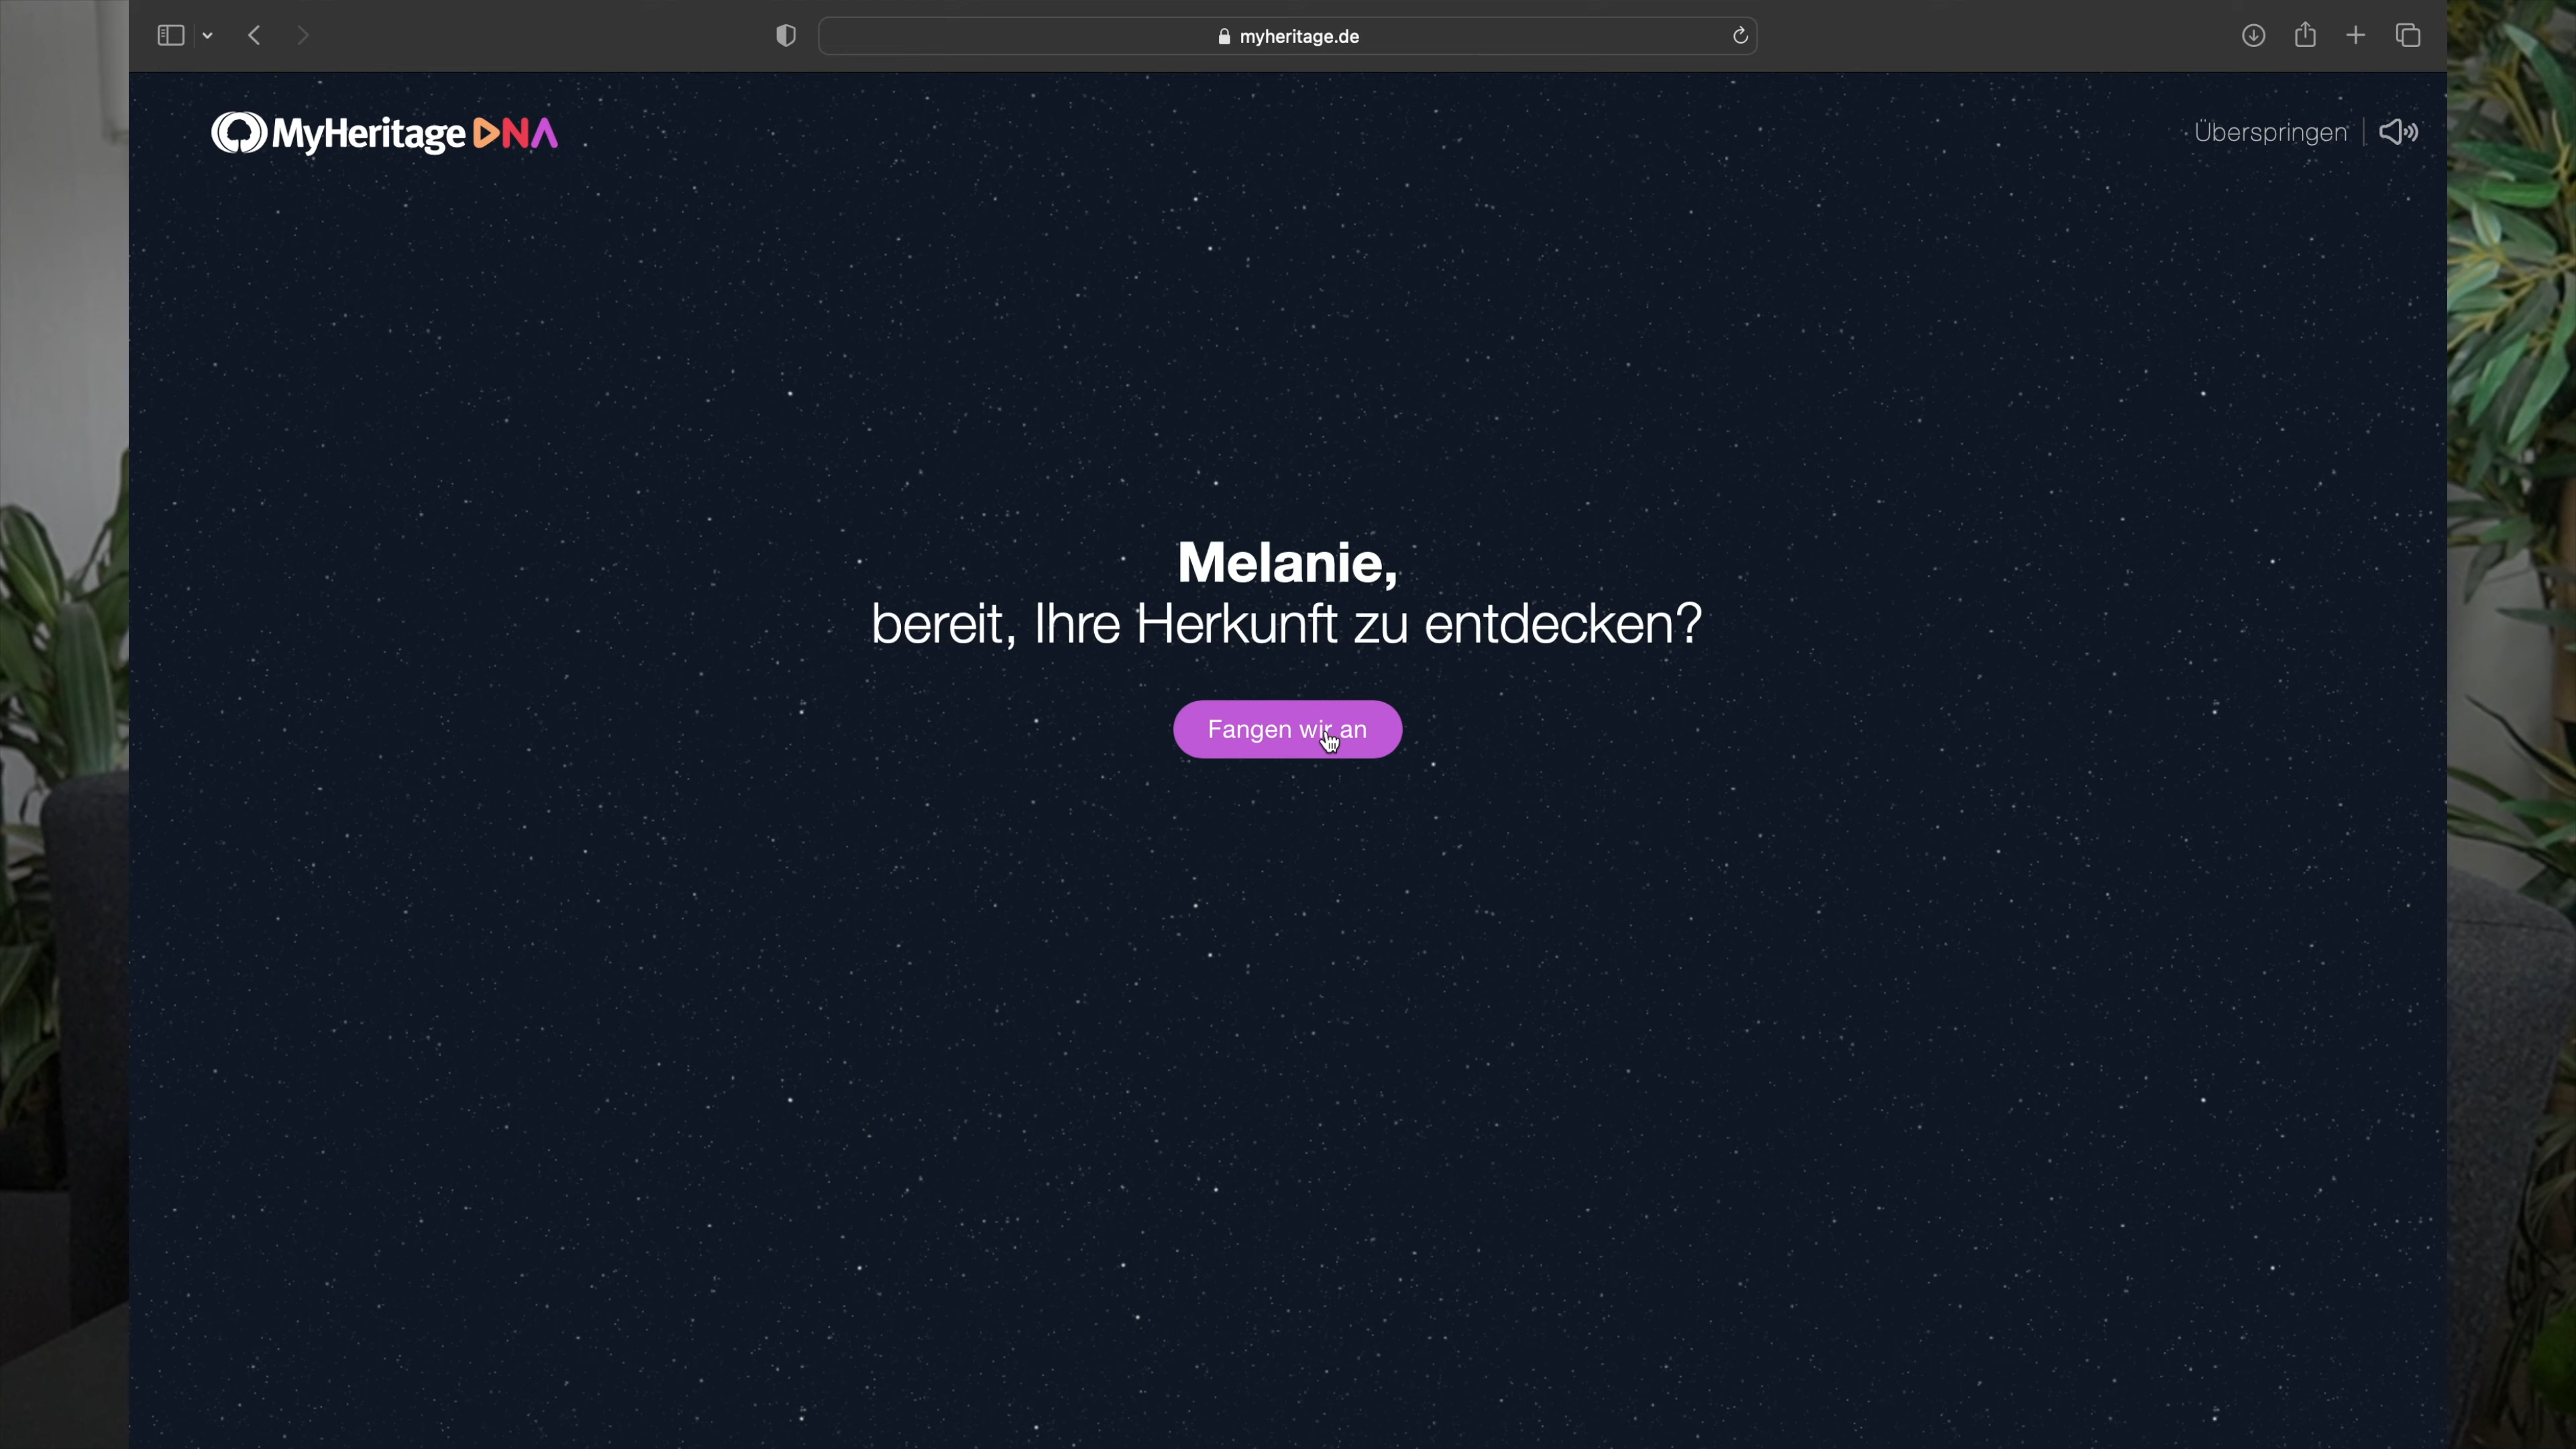 myheritage.de
MyHeritage DNA
Überspringen
Melanie,
bereit, Ihre Herkunft zu entdecken?
Fangen wir an